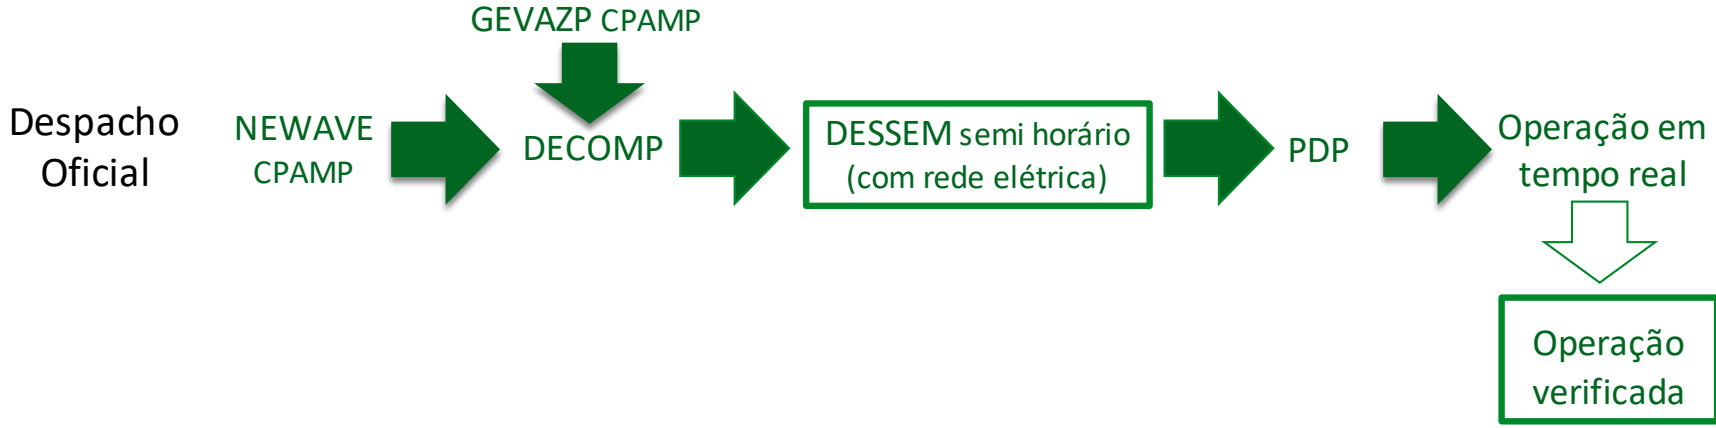 GEVAZP CPAMP
Despacho
Oficial
NEWAVE
CPAMP
DECOMP
DESSEM semi horário
(com rede elétrica)
PDP
Operação em
tempo real
Operação
verificada